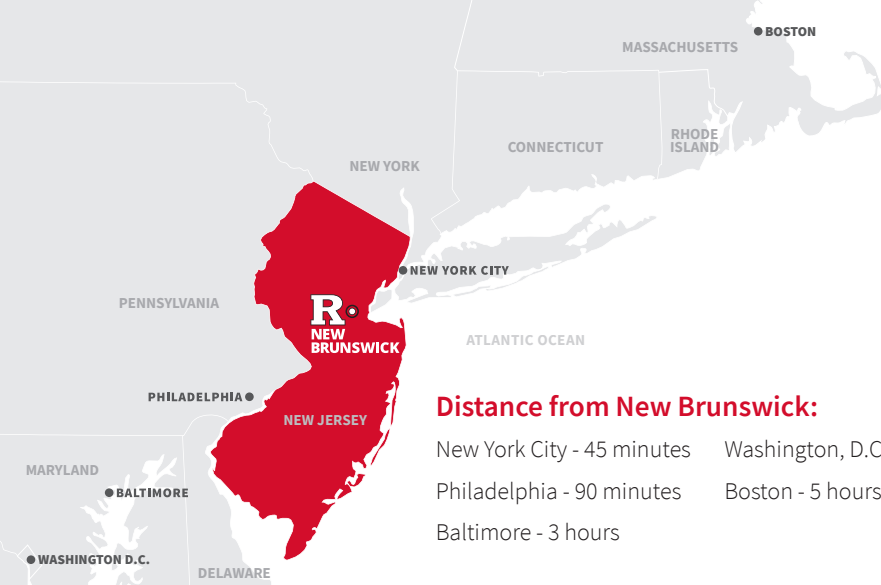 BOSTON
MASSACHUSETTS
RHODE
ISLAND
CONNECTICUT
NEW YORK
NEW YORK CITY
PENNSYLVANIA
R
NEW
BRUNSWICK
ATLANTIC OCEAN
PHILADELPHIA
NEW JERSEY
MARYLAND
BALTIMORE
WASHINGTON D.C.
DELAWARE
Distance from New Brunswick:
New York City - 45 minutes
Washington, D.C
Philadelphia - 90 minutes
Boston - 5 hours
Baltimore - 3 hours